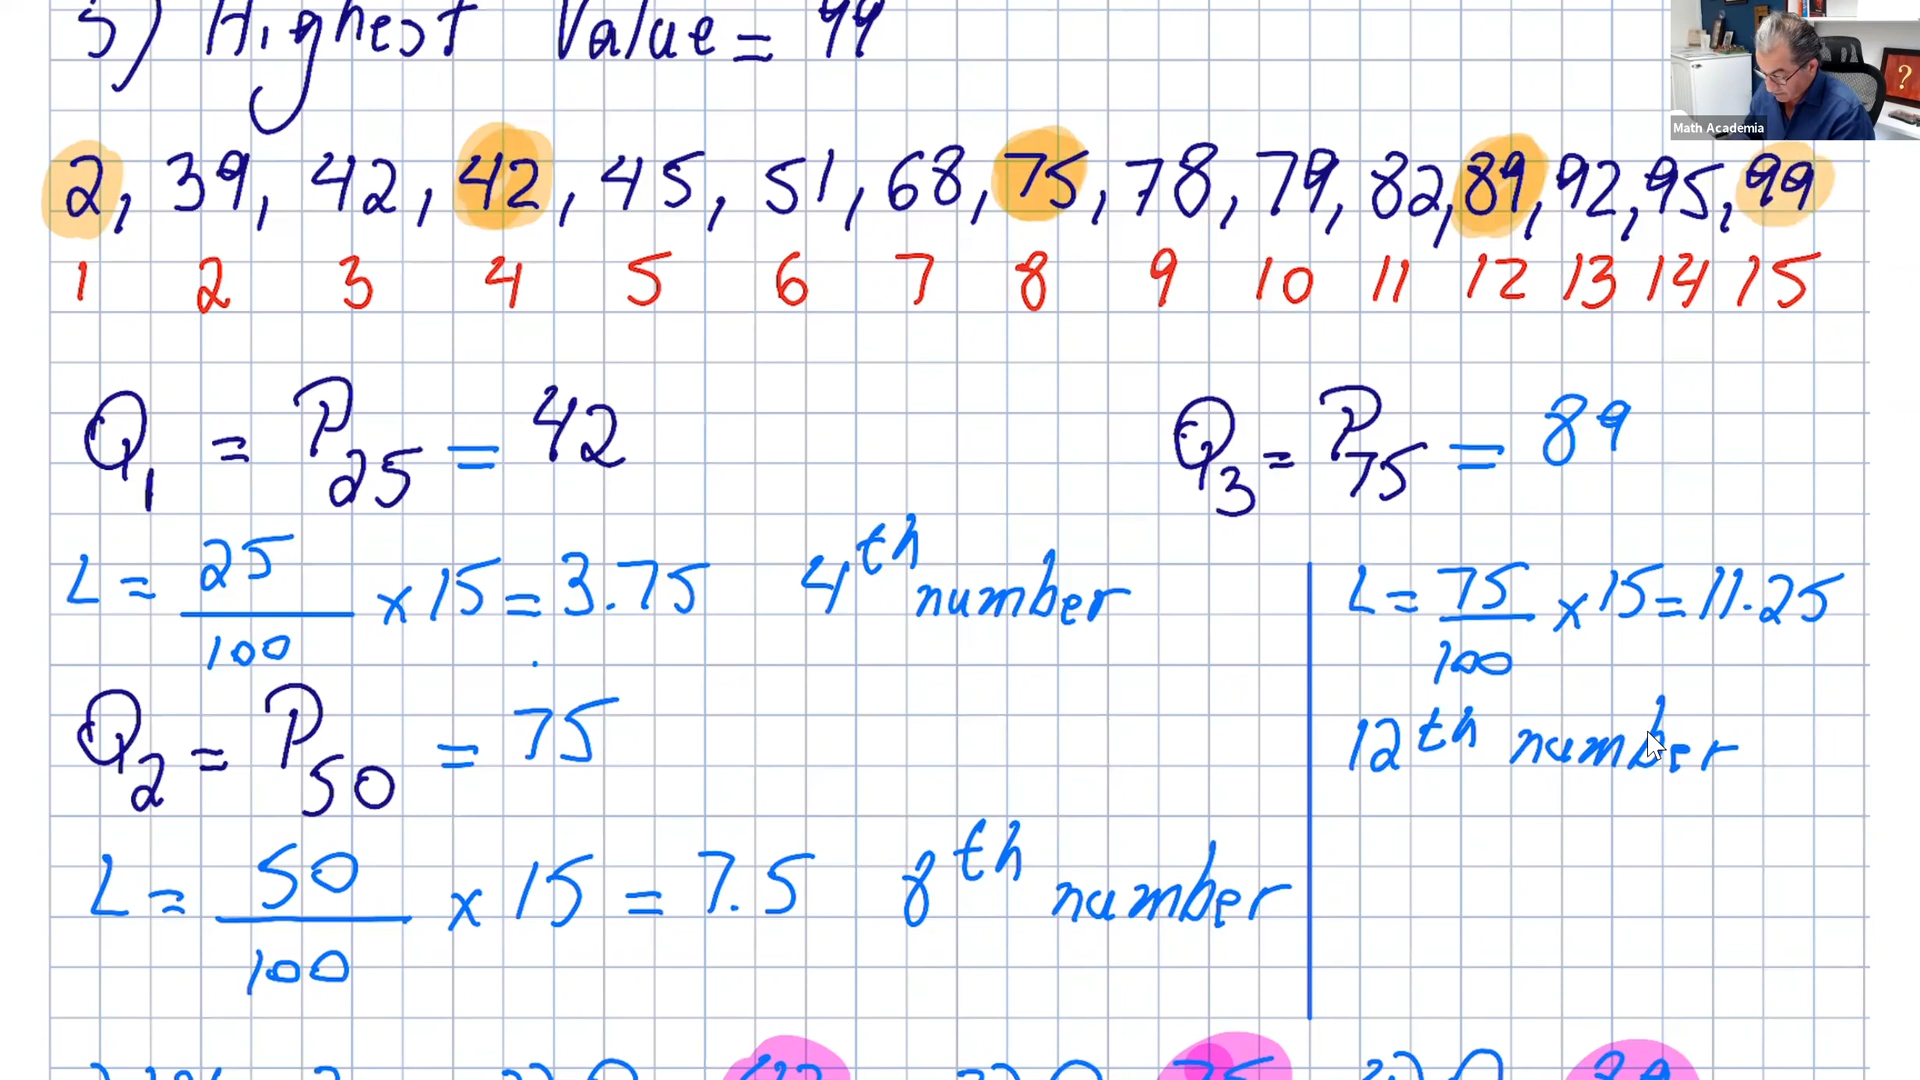 5) Highest Value = 99
?
Math Academia
2, 39, 42, 42, 45, 51, 68, 75, 78, 79, 82, 89, 92, 95, 99
1 2 3 4 5 6 7 8 9 10 11 12 13 14 15
Q1 = P25 = 42
Q3 = P75 = 89
L = 25/100 x 15 = 3.75 4th number
L = 75/100 x 15 = 11.25
12th number
Q2 = P50 = 75
L = 50/100 x 15 = 7.5 8th number